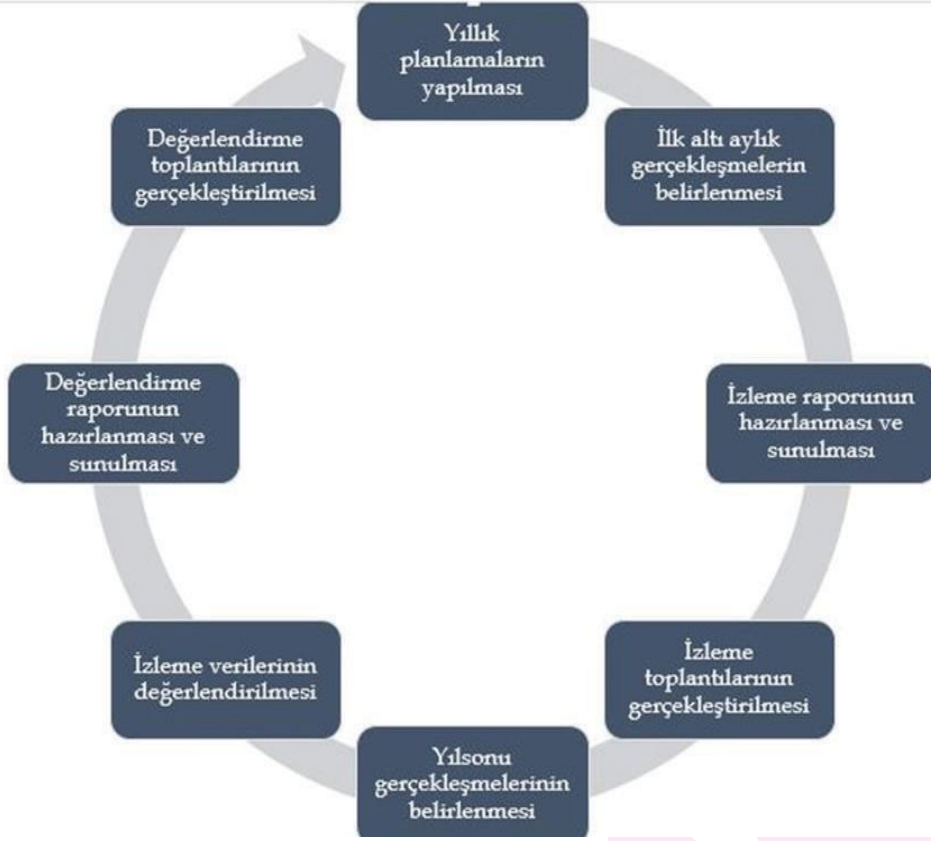 Yıllık
planlamaların
yapılması
İlk altı aylık
gerçekleşmelerin
belirlenmesi
İzleme raporunun
hazırlanması ve
sunulması
İzleme
toplantılarının
gerçekleştirilmesi
Yılsonu
gerçekleşmelerinin
belirlenmesi
İzleme verilerinin
değerlendirilmesi
Değerlendirme
raporunun
hazırlanması ve
sunulması
Değerlendirme
toplantılarının
gerçekleştirilmesi